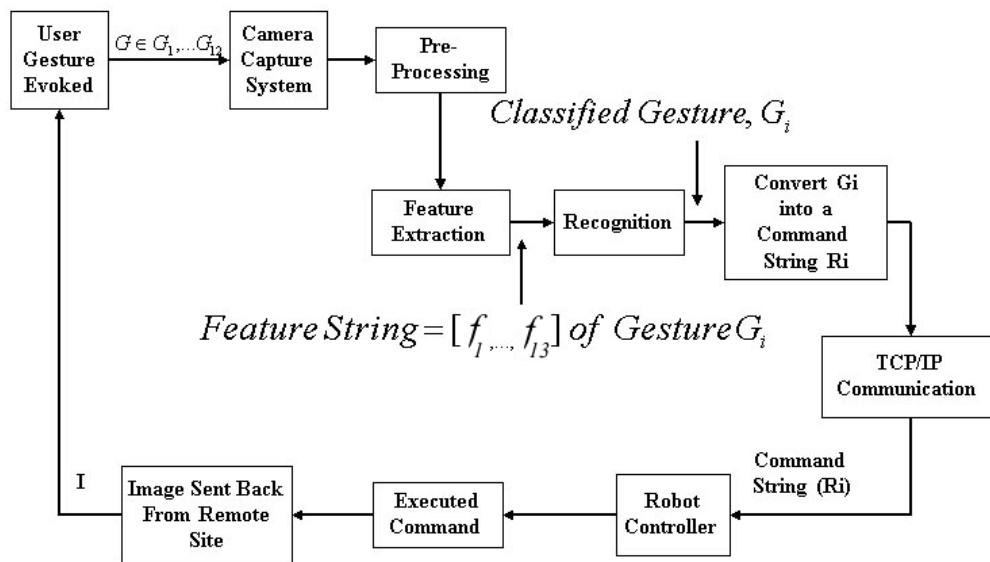 User
Gesture
Evoked
G ∈ G₁,...G₁₂
Camera
Capture
System
Pre-
Processing
Classified Gesture, Gᵢ
Feature
Extraction
Recognition
Convert Gi
into a
Command
String Ri
Feature String = [ f₁ ,..., f₁₃ ] of Gesture Gᵢ
TCP/IP
Communication
Command
String (Ri)
Robot
Controller
Executed
Command
Image Sent Back
From Remote
Site
I